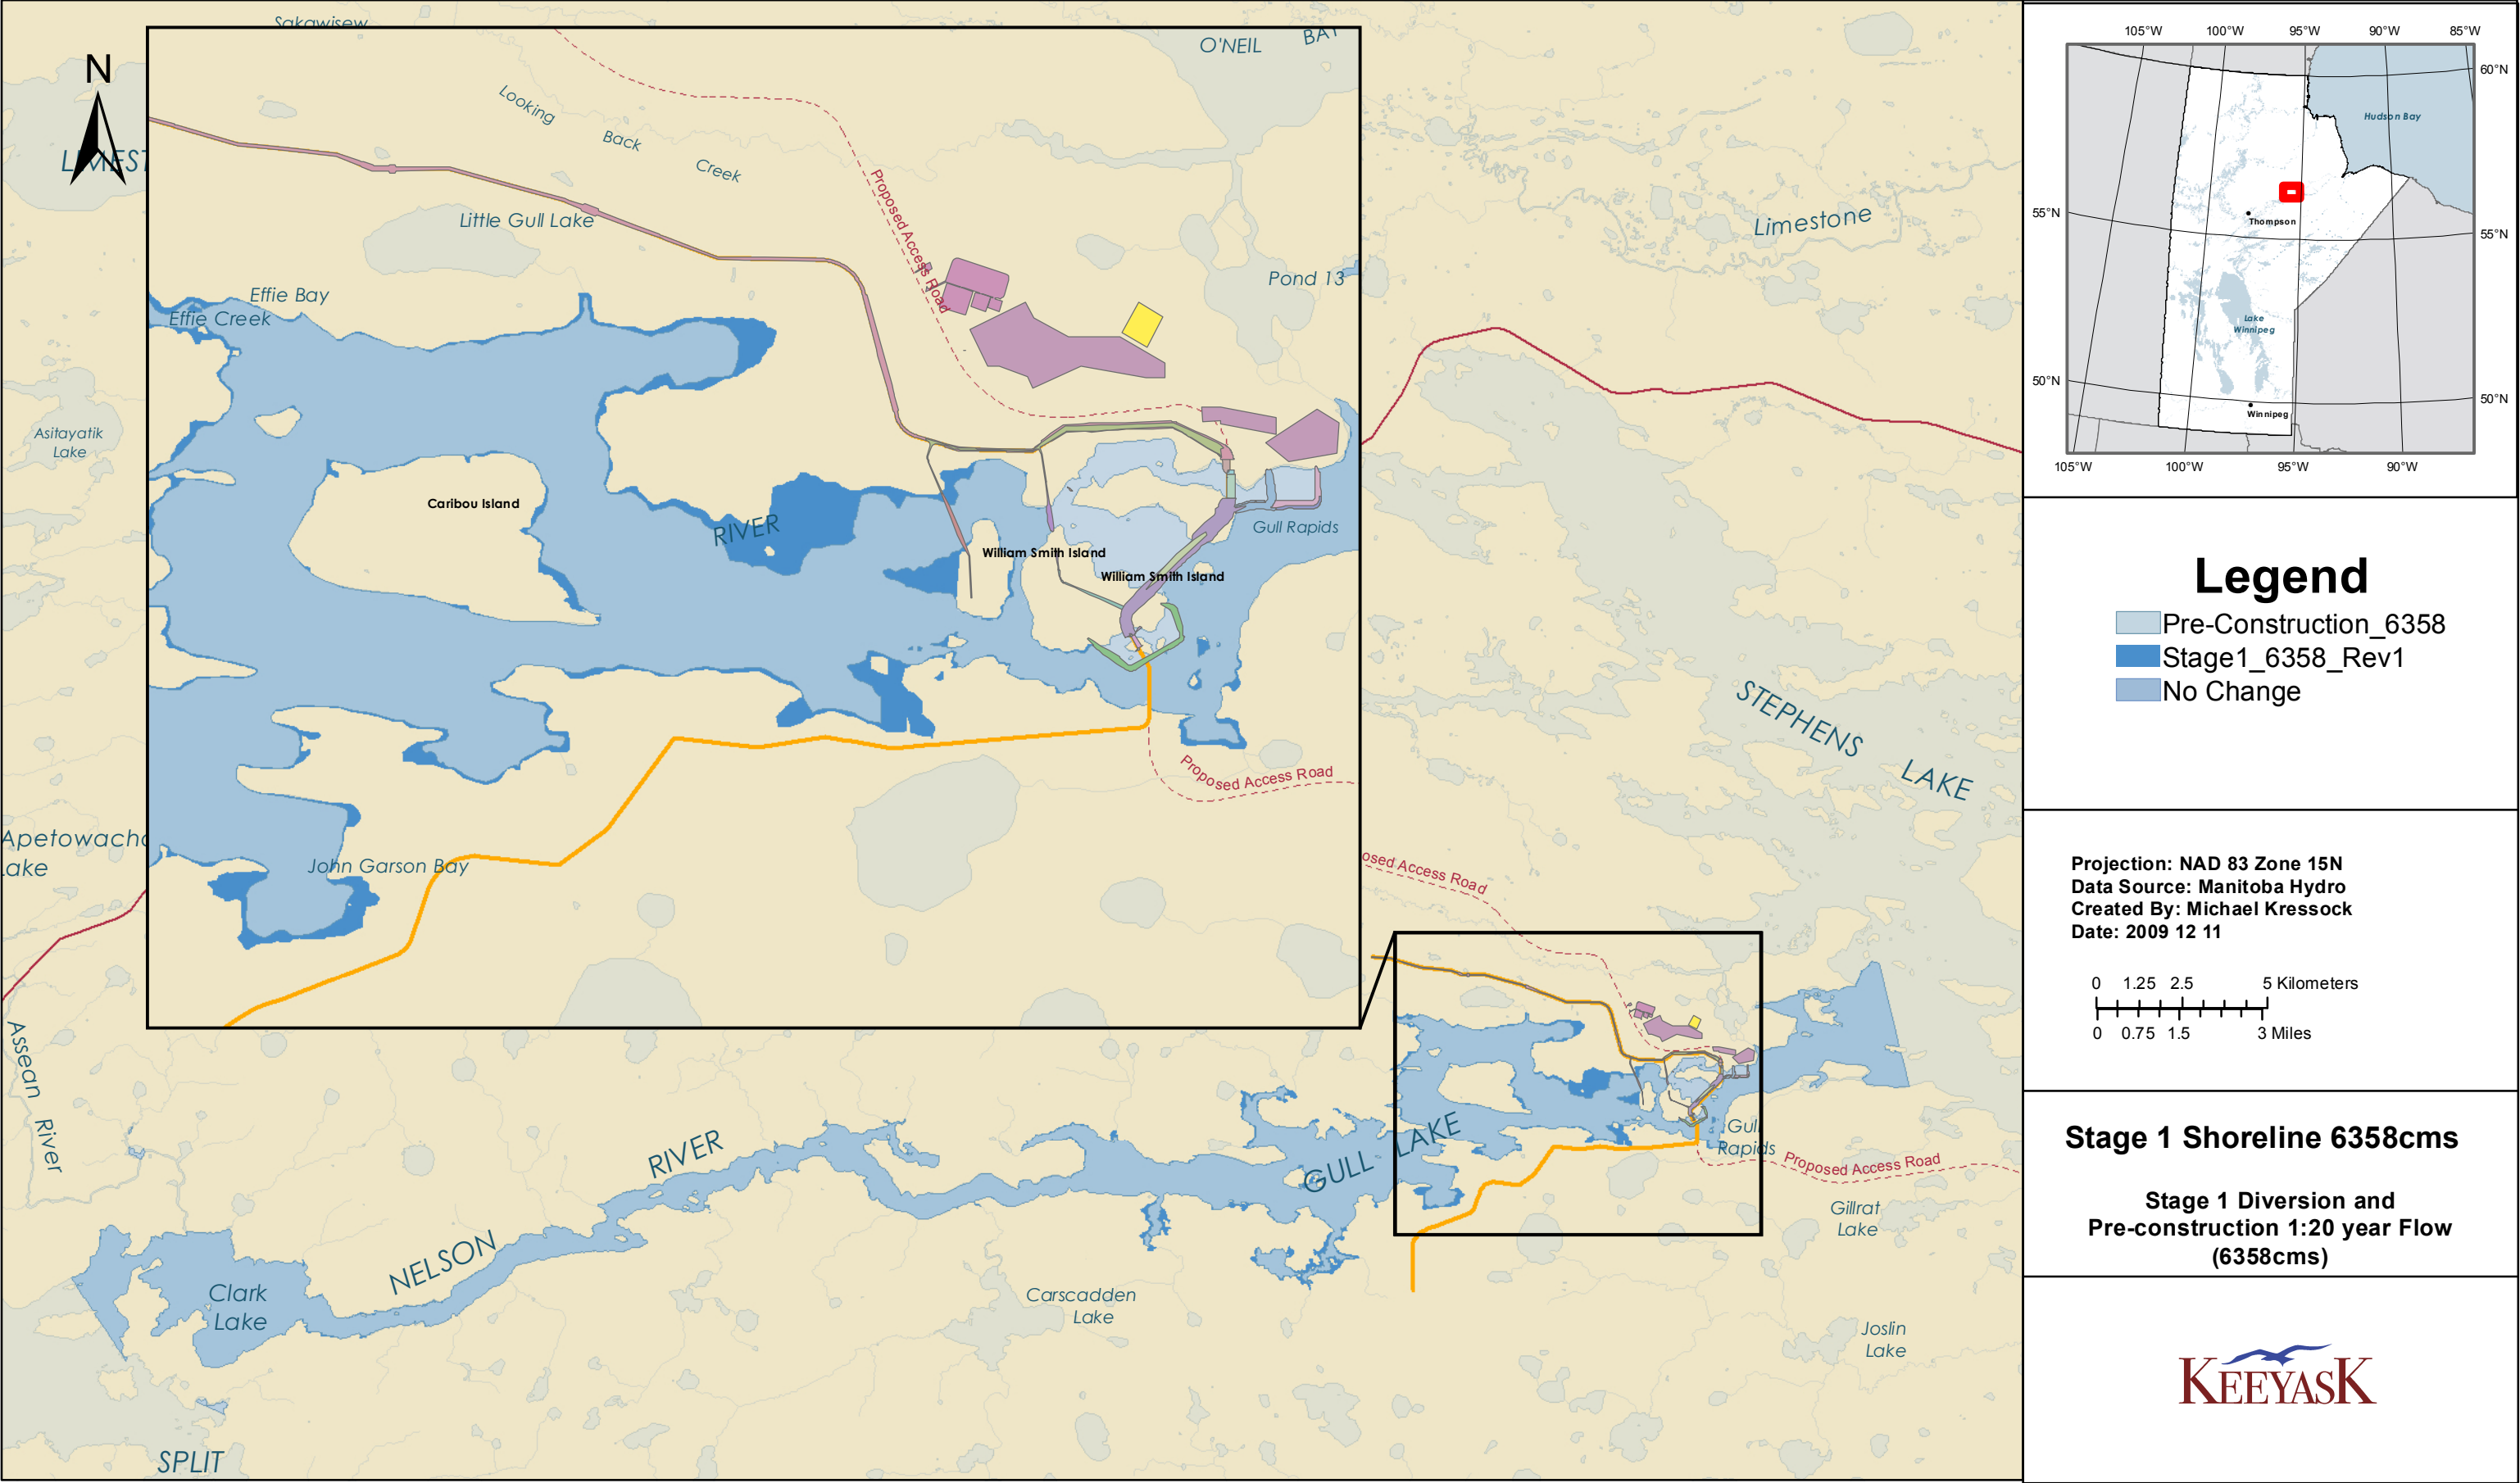 Sakawisew
N
LIMEST
Asitayatik
Lake
Apetowacho
ake
Assean River
Clark
Lake
NELSON
RIVER
SPLIT
Carscadden
Lake
GULL LAKE
Gull
Rapids
Proposed Access Road
Gillrat
Lake
Joslin
Lake
osed Access Road
STEPHENS
LAKE
Limestone
O'NEIL BAY
Looking
Back
Creek
Little Gull Lake
Proposed Access Road
Pond 13
Effie Bay
Effie Creek
Caribou Island
RIVER
William Smith Island
William Smith Island
Gull Rapids
Proposed Access Road
John Garson Bay
105°W 100°W 95°W 90°W 85°W
60°N
Hudson Bay
55°N
Thompson
55°N
Lake
Winnipeg
50°N
50°N
Winnipeg
105°W 100°W 95°W 90°W
Legend
Pre-Construction_6358
Stage1_6358_Rev1
No Change
Projection: NAD 83 Zone 15N
Data Source: Manitoba Hydro
Created By: Michael Kressock
Date: 2009 12 11
0 1.25 2.5 5 Kilometers
0 0.75 1.5 3 Miles
Stage 1 Shoreline 6358cms
Stage 1 Diversion and
Pre-construction 1:20 year Flow
(6358cms)
KEEYASK